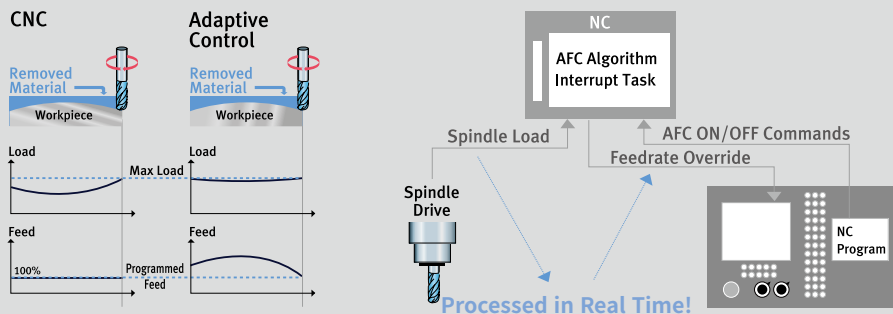 CNC
Adaptive
Control
Removed
Material
Workpiece
Removed
Material
Workpiece
Load
Max Load
Load
Feed
100%
Programmed
Feed
Feed
NC
AFC Algorithm
Interrupt Task
Spindle Load
AFC ON/OFF Commands
Feedrate Override
Spindle
Drive
NC
Program
Processed in Real Time!